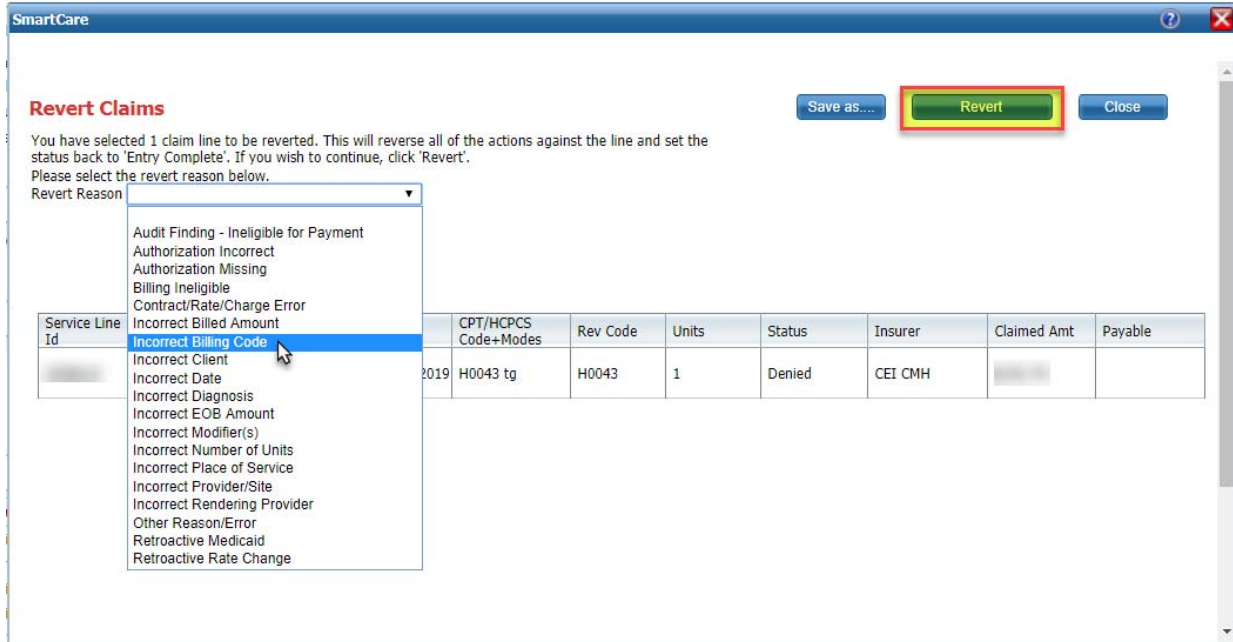 SmartCare
Revert Claims
Save as....
Revert
Close
You have selected 1 claim line to be reverted. This will reverse all of the actions against the line and set the
status back to 'Entry Complete'. If you wish to continue, click 'Revert'.
Please select the revert reason below.
Revert Reason
Audit Finding - Ineligible for Payment
Authorization Incorrect
Authorization Missing
Billing Ineligible
Contract/Rate/Charge Error
Incorrect Billed Amount
Incorrect Billing Code
Incorrect Client
Incorrect Date
Incorrect Diagnosis
Incorrect EOB Amount
Incorrect Modifier(s)
Incorrect Number of Units
Incorrect Place of Service
Incorrect Provider/Site
Incorrect Rendering Provider
Other Reason/Error
Retroactive Medicaid
Retroactive Rate Change
Service Line
Id
CPT/HCPCS
Code+Modes
Rev Code
Units
Status
Insurer
Claimed Amt
Payable
2019
H0043 tg
H0043
1
Denied
CEI CMH